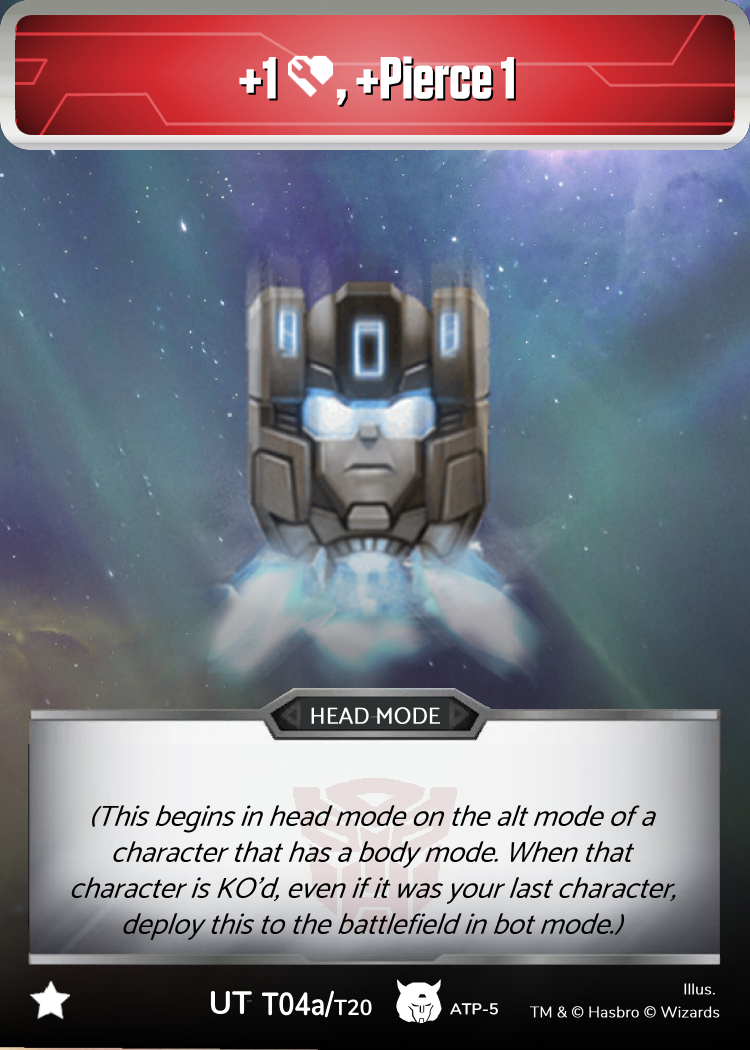 +1 , +Pierce 1
HEAD MODE
(This begins in head mode on the alt mode of a
character that has a body mode. When that
character is KO'd, even if it was your last character,
deploy this to the battlefield in bot mode.)
UT T04a/T20
ATP-5
Illus.
TM & © Hasbro © Wizards